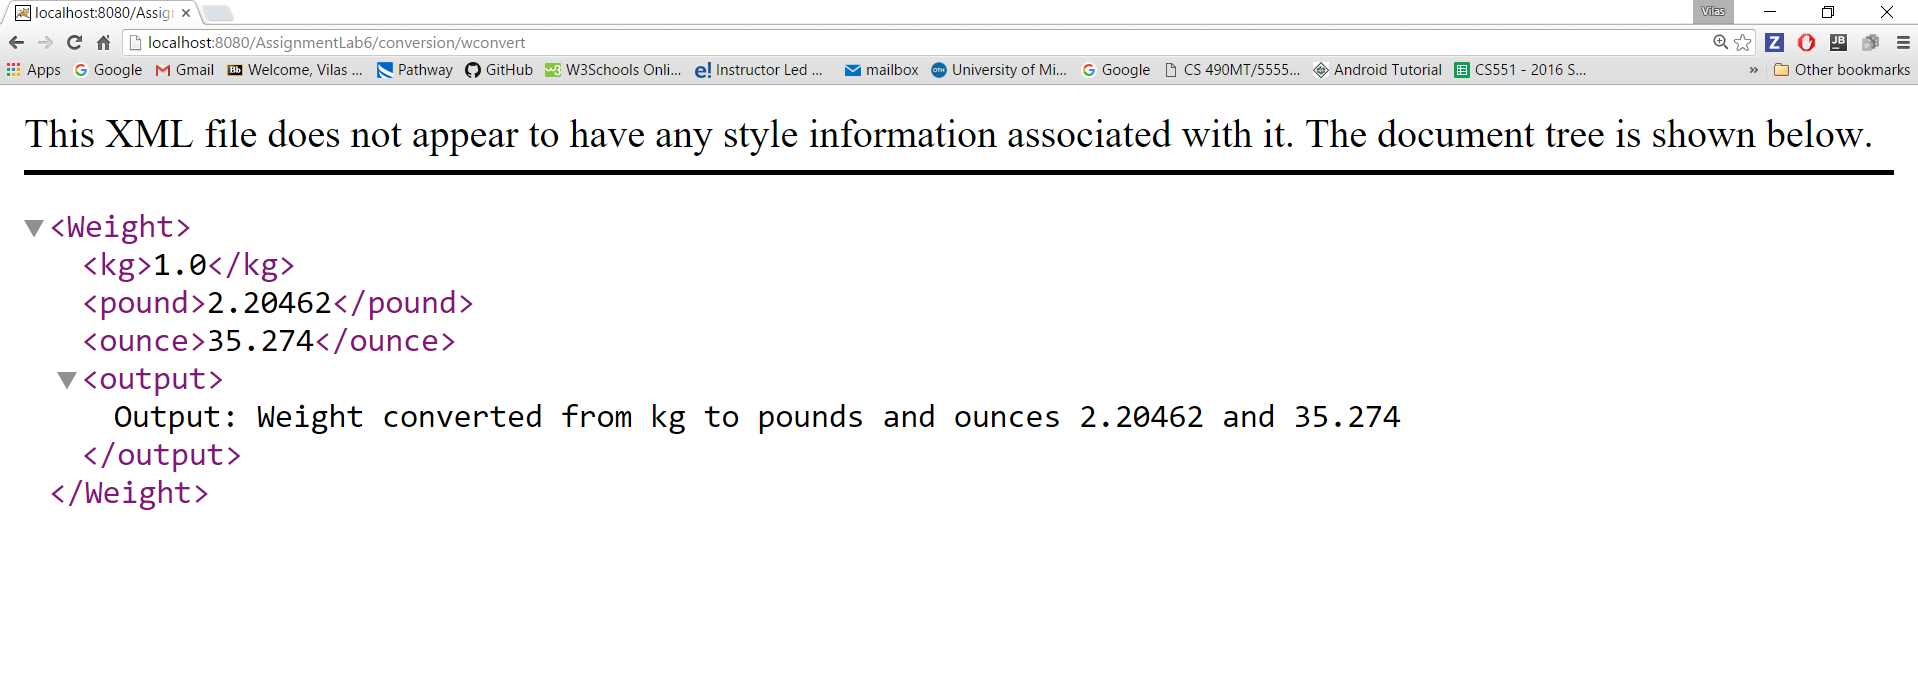 localhost:8080/Assig
Vilas
localhost:8080/AssignmentLab6/conversion/wconvert
Apps Google Gmail Welcome, Vilas ... Pathway GitHub W3Schools Onli... Instructor Led ... mailbox University of Mi... Google CS 490MT/5555... Android Tutorial CS551 - 2016 S... » Other bookmarks
This XML file does not appear to have any style information associated with it. The document tree is shown below.
<Weight>
<kg>1.0</kg>
<pound>2.20462</pound>
<ounce>35.274</ounce>
<output>
Output: Weight converted from kg to pounds and ounces 2.20462 and 35.274
</output>
</Weight>